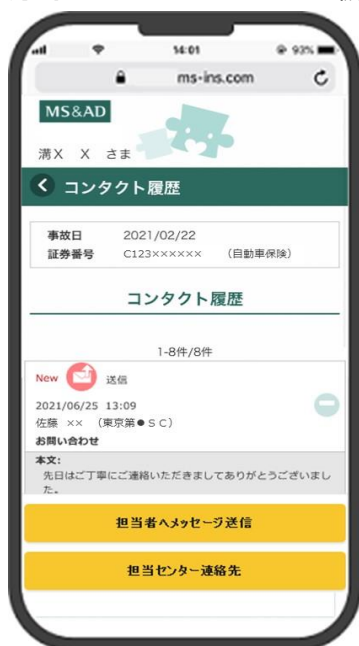 14:01
93%
ms-ins.com
MS&AD
溝X X さま
コンタクト履歴
事故日 2021/02/22
証券番号 C123×××××× (自動車保険)
コンタクト履歴
1-8件/8件
New 送信
2021/06/25 13:09
佐藤 ×× (東京第●SC)
お問い合わせ
本文:
先日はご丁寧にご連絡いただきましてありがとうございまし
た。
担当者へメッセージ送信
担当センター連絡先